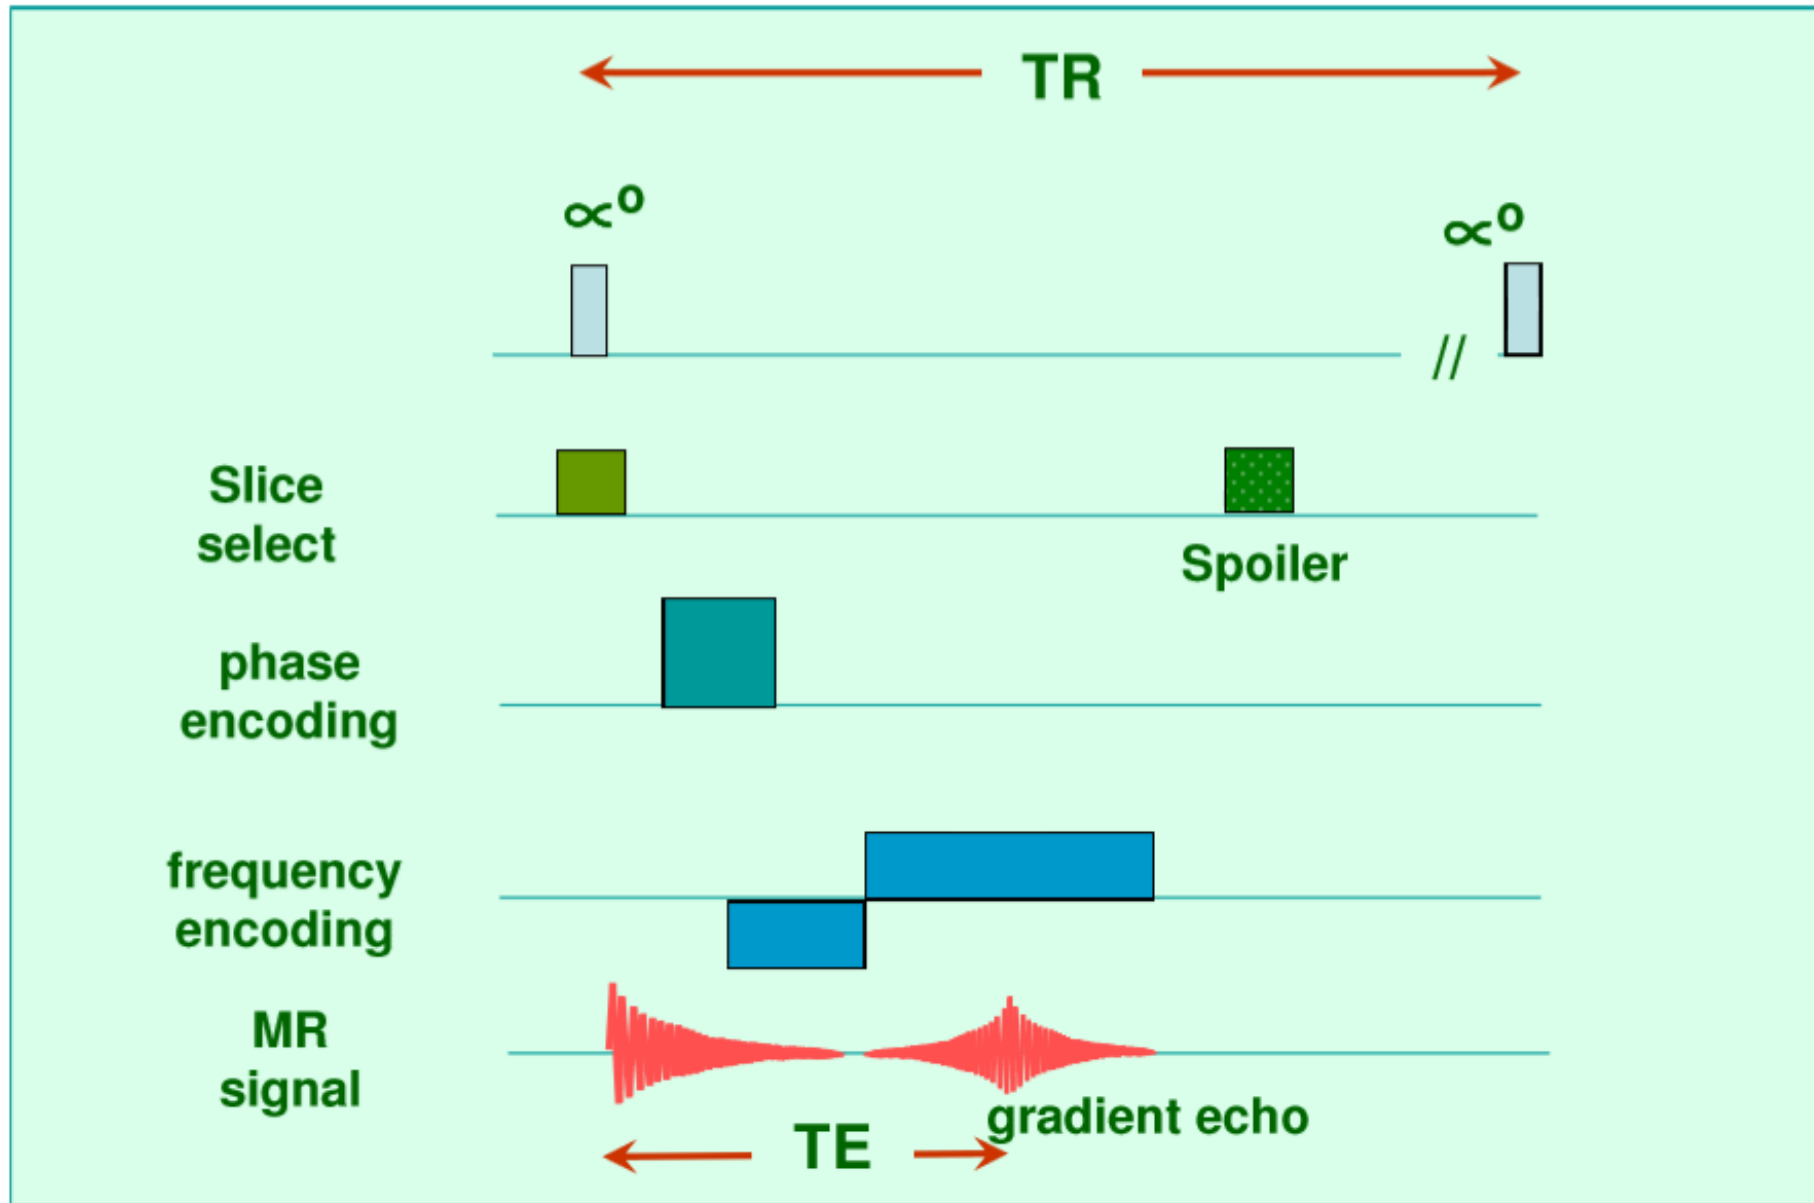 TR
∝º
∝º
//
Slice
select
Spoiler
phase
encoding
frequency
encoding
MR
signal
gradient echo
TE